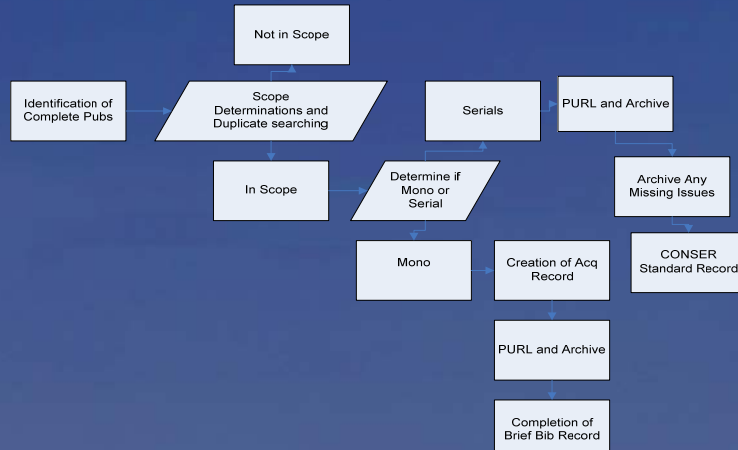 Not in Scope
Identification of
Complete Pubs
Scope
Determinations and
Duplicate searching
Serials
PURL and Archive
In Scope
Determine if
Mono or
Serial
Archive Any
Missing Issues
Mono
Creation of Acq
Record
CONSER
Standard Record
PURL and Archive
Completion of
Brief Bib Record